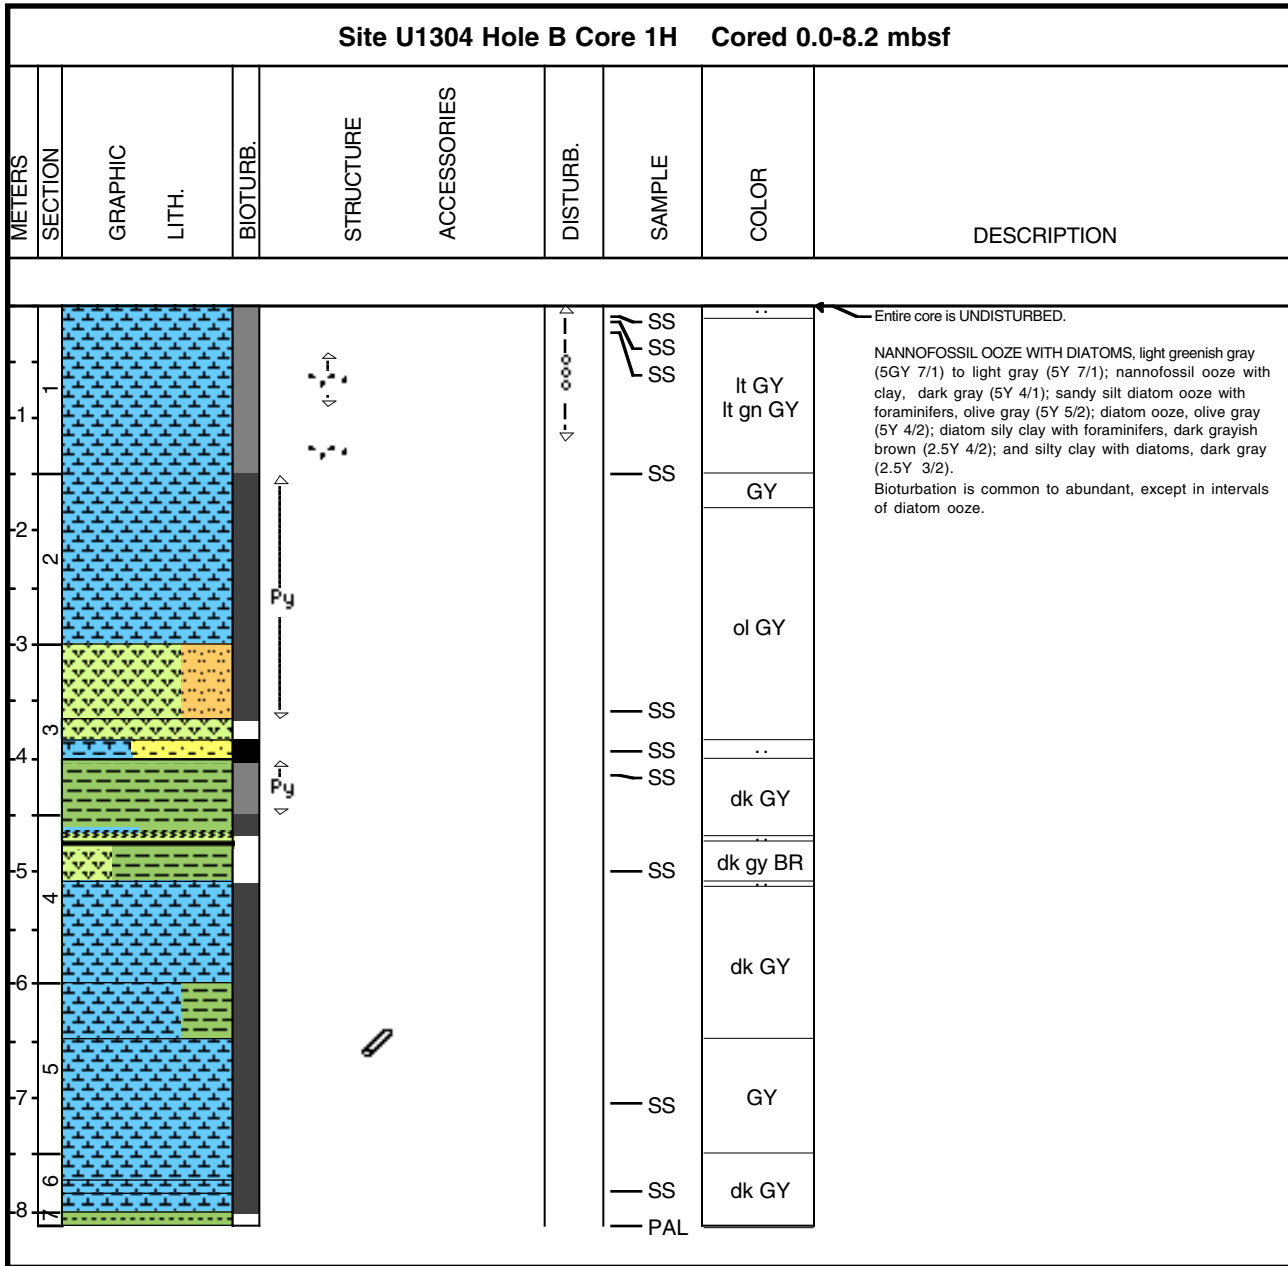 Site U1304 Hole B Core 1H Cored 0.0-8.2 mbsf
METERS
SECTION
GRAPHIC
LITH.
BIOTURB.
STRUCTURE
ACCESSORIES
DISTURB.
SAMPLE
COLOR
DESCRIPTION
Entire core is UNDISTURBED.
NANNOFOSSIL OOZE WITH DIATOMS, light greenish gray
(5GY 7/1) to light gray (5Y 7/1); nannofossil ooze with
clay, dark gray (5Y 4/1); sandy silt diatom ooze with
foraminifers, olive gray (5Y 5/2); diatom ooze, olive gray
(5Y 4/2); diatom sily clay with foraminifers, dark grayish
brown (2.5Y 4/2); and silty clay with diatoms, dark gray
(2.5Y 3/2).
Bioturbation is common to abundant, except in intervals
of diatom ooze.
1
2
3
4
5
6
7
8
1
2
3
4
5
6
7
Py
Py
SS
SS
SS
SS
SS
SS
SS
SS
SS
SS
PAL
. .
lt GY
lt gn GY
GY
ol GY
. .
dk GY
. .
dk gy BR
. .
dk GY
GY
dk GY